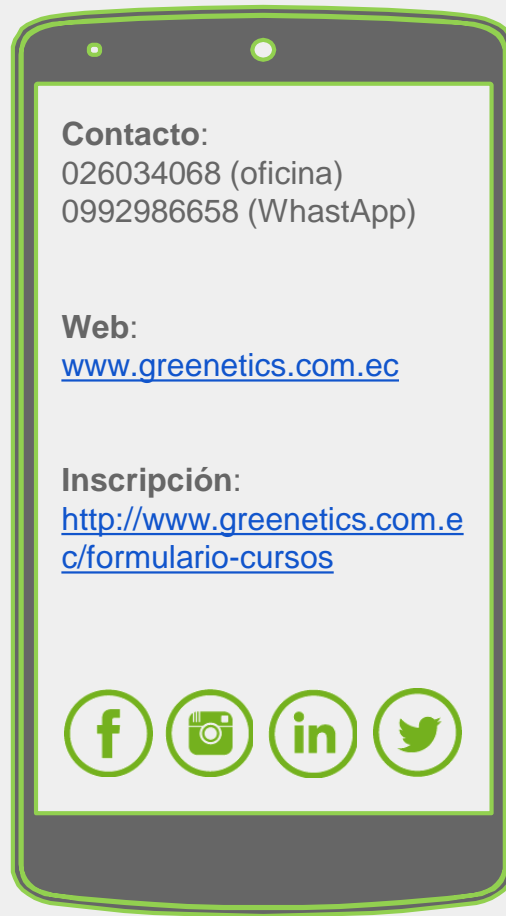 Contacto:
026034068 (oficina)
0992986658 (WhastApp)
Web:
www.greenetics.com.ec
Inscripción:
http://www.greenetics.com.e
c/formulario-cursos